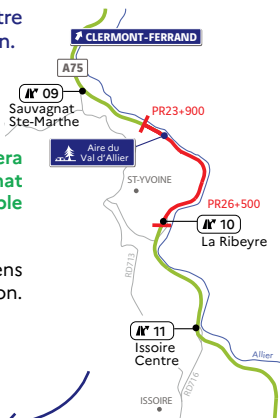 tre
n.
CLERMONT-FERRAND
A75
09
Sauvagnat
Ste-Marthe
PR23+900
Aire du
Val d'Allier
era
nat
ble
ST-YVOINE
PR26+500
10
La Ribeyre
RD713
ens
on.
11
Issoire
Centre
Allier
RD716
ISSOIRE